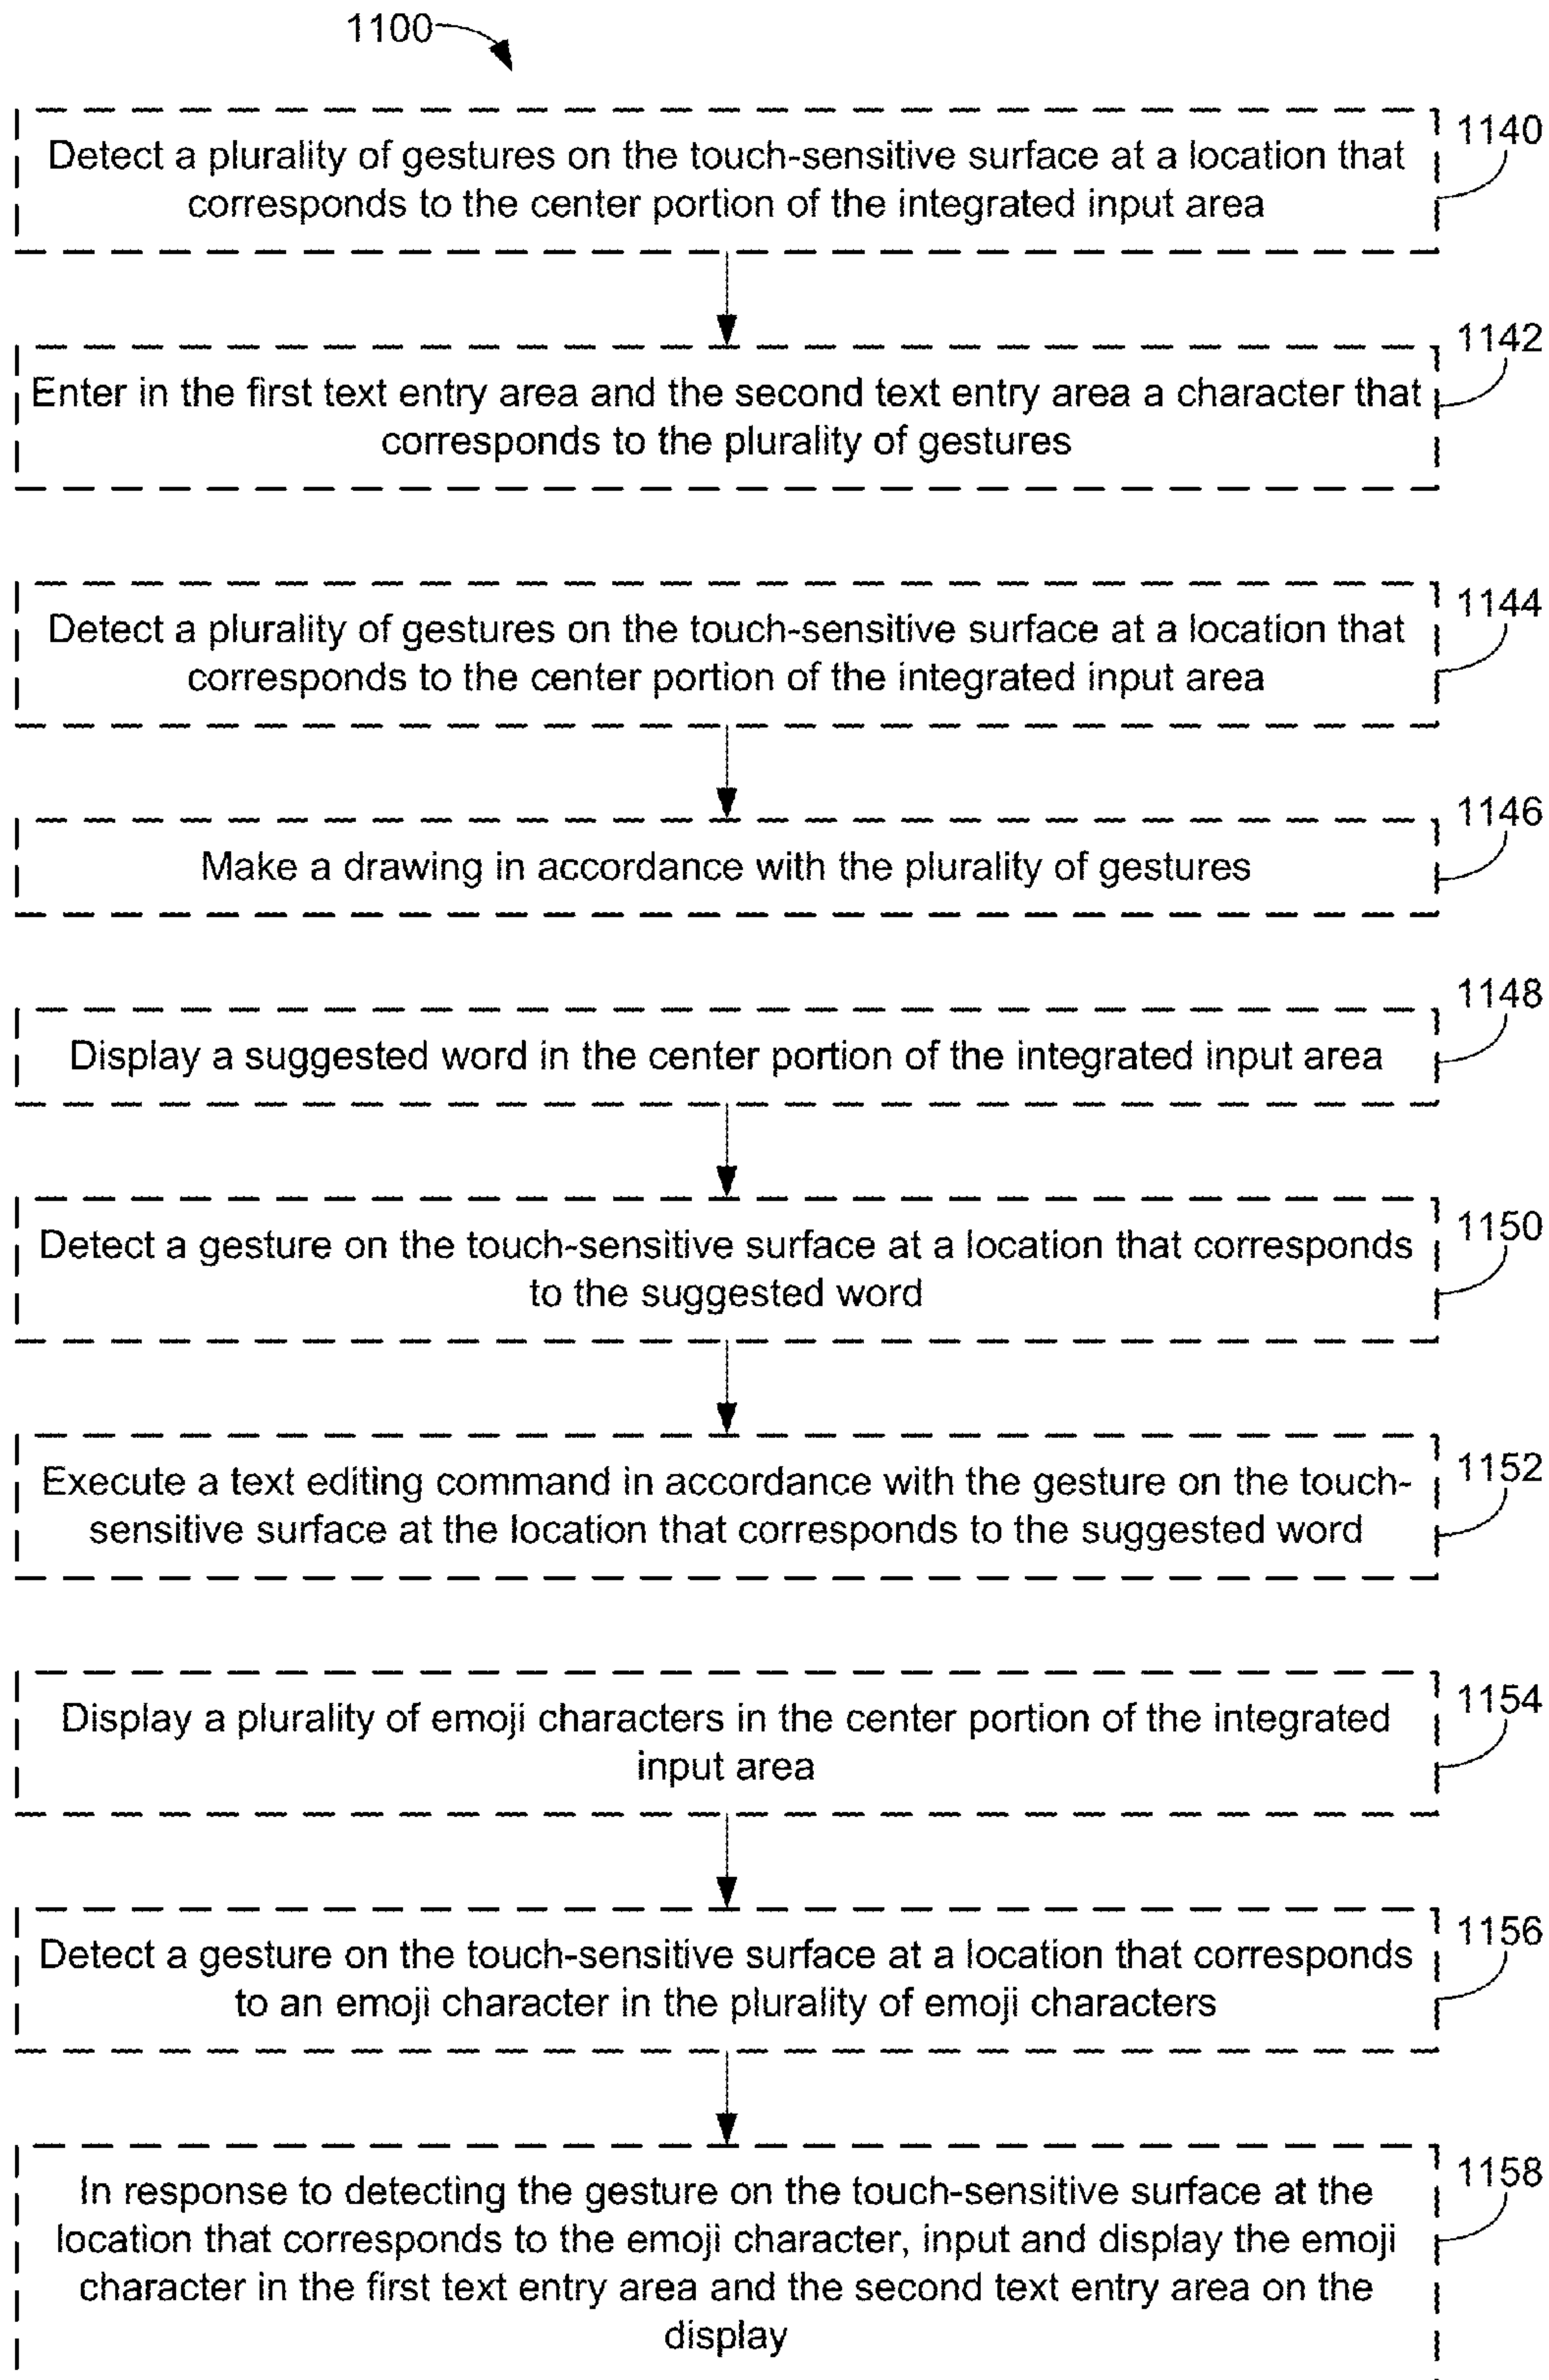 1100
Detect a plurality of gestures on the touch-sensitive surface at a location that
corresponds to the center portion of the integrated input area
1140
Enter in the first text entry area and the second text entry area a character that
corresponds to the plurality of gestures
1142
Detect a plurality of gestures on the touch-sensitive surface at a location that
corresponds to the center portion of the integrated input area
1144
Make a drawing in accordance with the plurality of gestures
1146
Display a suggested word in the center portion of the integrated input area
1148
Detect a gesture on the touch-sensitive surface at a location that corresponds
to the suggested word
1150
Execute a text editing command in accordance with the gesture on the touch-
sensitive surface at the location that corresponds to the suggested word
1152
Display a plurality of emoji characters in the center portion of the integrated
input area
1154
Detect a gesture on the touch-sensitive surface at a location that corresponds
to an emoji character in the plurality of emoji characters
1156
In response to detecting the gesture on the touch-sensitive surface at the
location that corresponds to the emoji character, input and display the emoji
character in the first text entry area and the second text entry area on the
display
1158